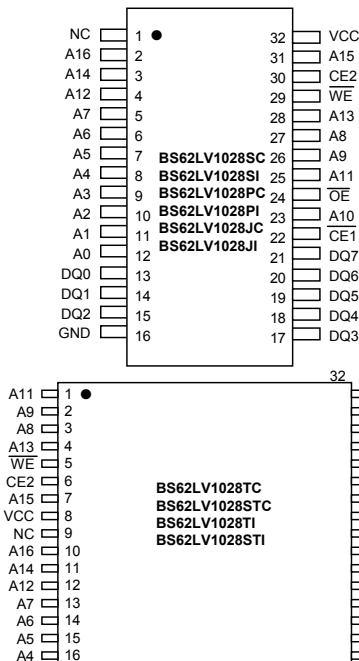 NC 1 32 VCC
A16 2 31 A15
A14 3 30 CE2
A12 4 29 WE
A7 5 28 A13
A6 6 27 A8
A5 7 BS62LV1028SC 26 A9
A4 8 BS62LV1028SI 25 A11
A3 9 BS62LV1028PC 24 OE
A2 10 BS62LV1028PI 23 A10
A1 11 BS62LV1028JC 22 CE1
A0 12 BS62LV1028JI 21 DQ7
DQ0 13 20 DQ6
DQ1 14 19 DQ5
DQ2 15 18 DQ4
GND 16 17 DQ3
32
A11 1
A9 2
A8 3
A13 4
WE 5
CE2 6
A15 7 BS62LV1028TC
VCC 8 BS62LV1028STC
NC 9 BS62LV1028TI
A16 10 BS62LV1028STI
A14 11
A12 12
A7 13
A6 14
A5 15
A4 16